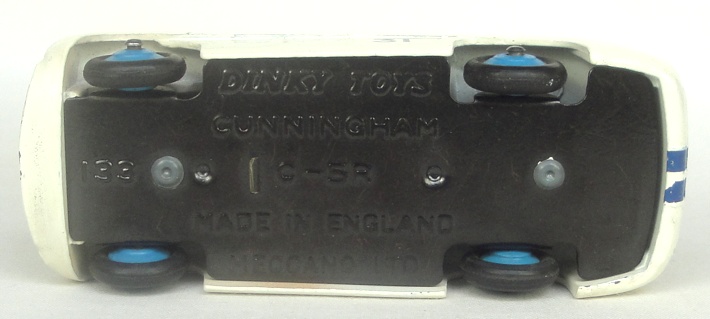 DINKY TOYS
CUNNINGHAM
133 C-5R
MADE IN ENGLAND
MECCANO LTD